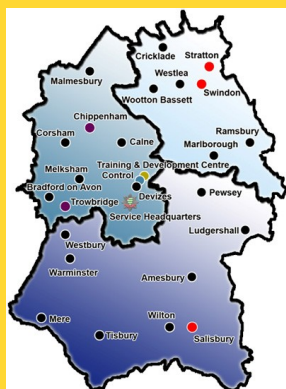 Cricklade
Stratton
Malmesbury
Westlea
Wootton Bassett
Swindon
Chippenham
Corsham
Calne
Ramsbury
Marlborough
Training & Development Centre
Melksham
Control
Bradford on Avon
Devizes
Pewsey
Trowbridge
Service Headquarters
Ludgershall
Westbury
Warminster
Amesbury
Mere
Wilton
Tisbury
Salisbury